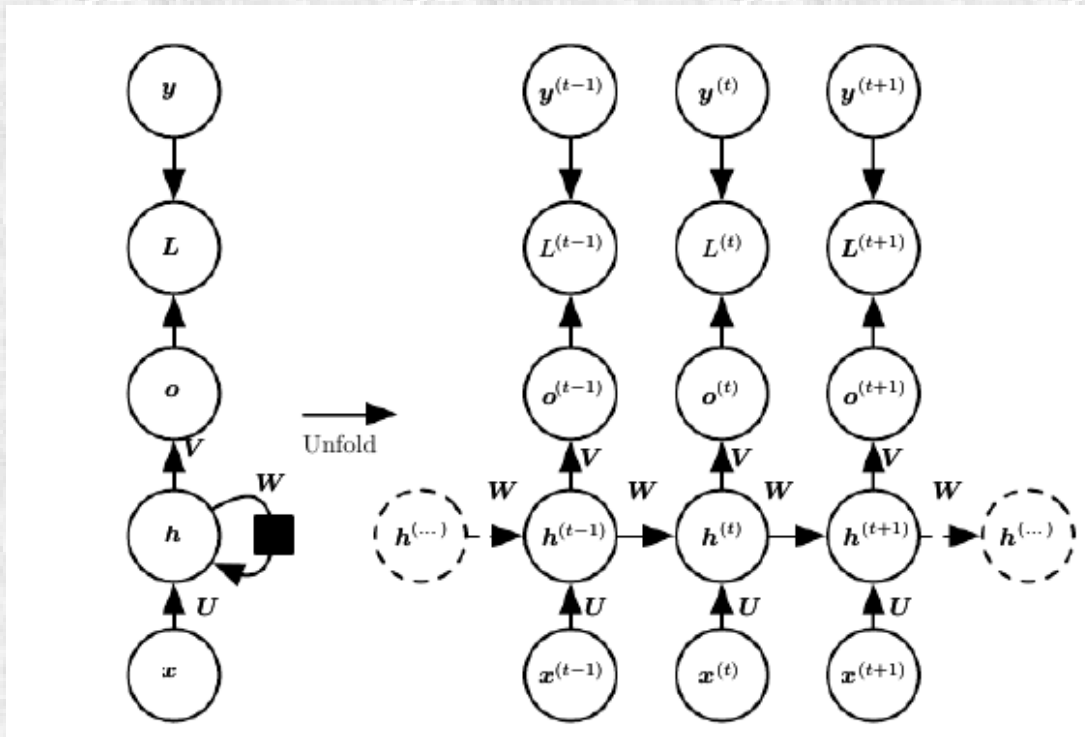 y y^{(t−1)} y^{(t)} y^{(t+1)}
L L^{(t−1)} L^{(t)} L^{(t+1)}
o o^{(t−1)} o^{(t)} o^{(t+1)}
Unfold
V V V V
W W W W W
h h^{(...)} h^{(t−1)} h^{(t)} h^{(t+1)} h^{(...)}
U U U U
x x^{(t−1)} x^{(t)} x^{(t+1)}